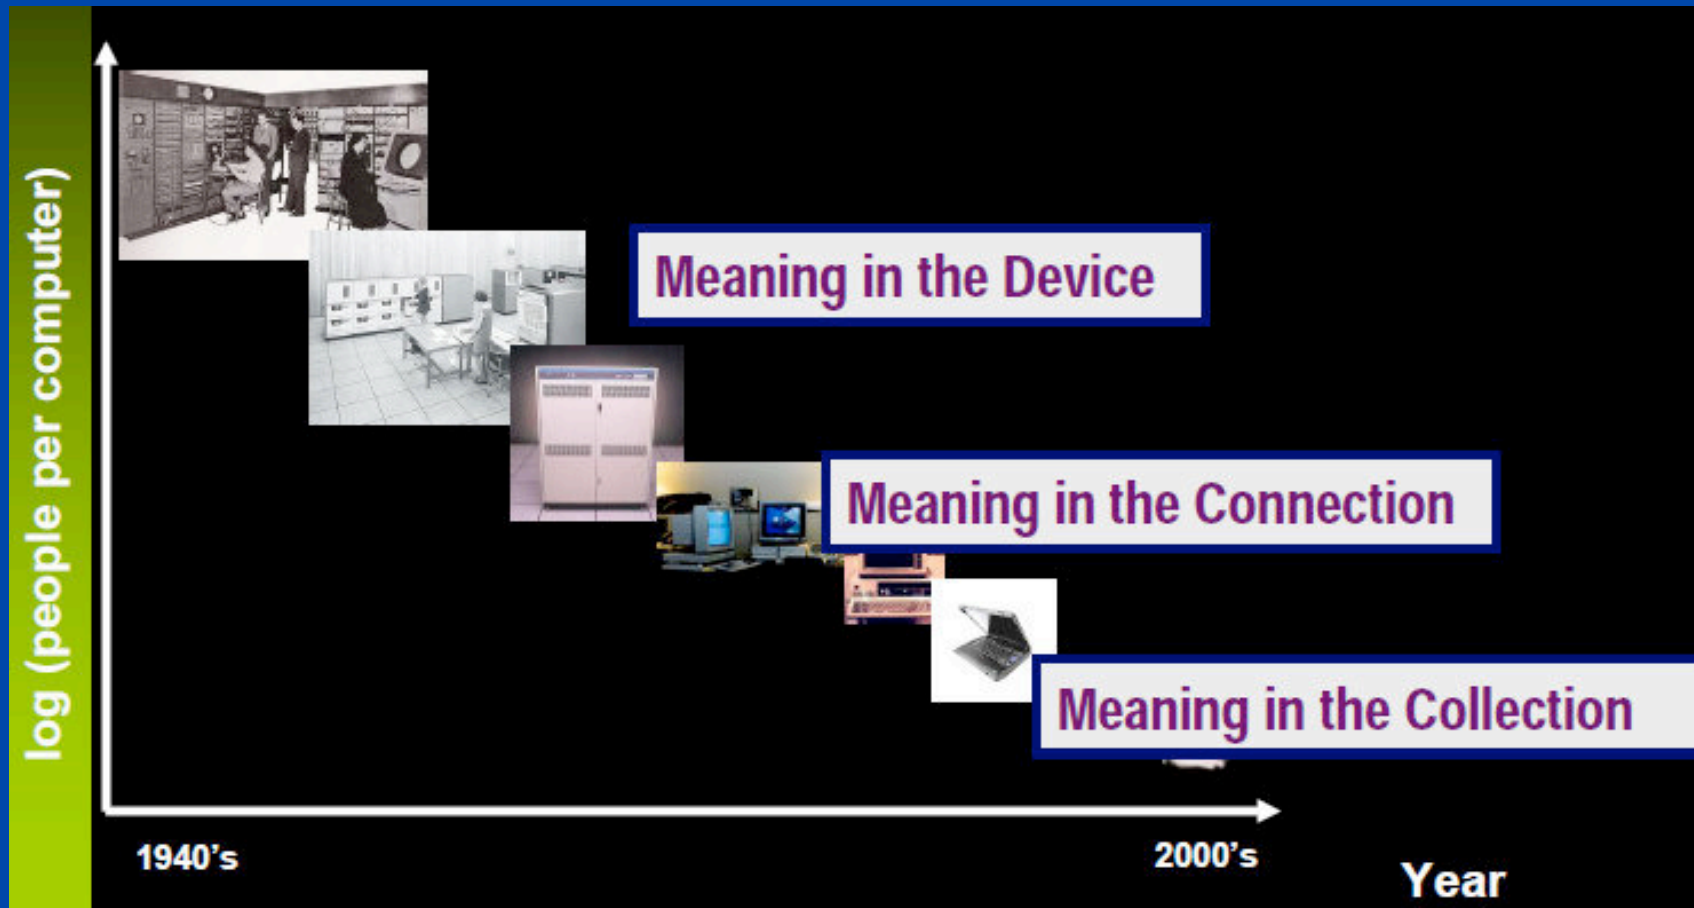 log (people per computer)
Meaning in the Device
Meaning in the Connection
Meaning in the Collection
1940's
2000's
Year